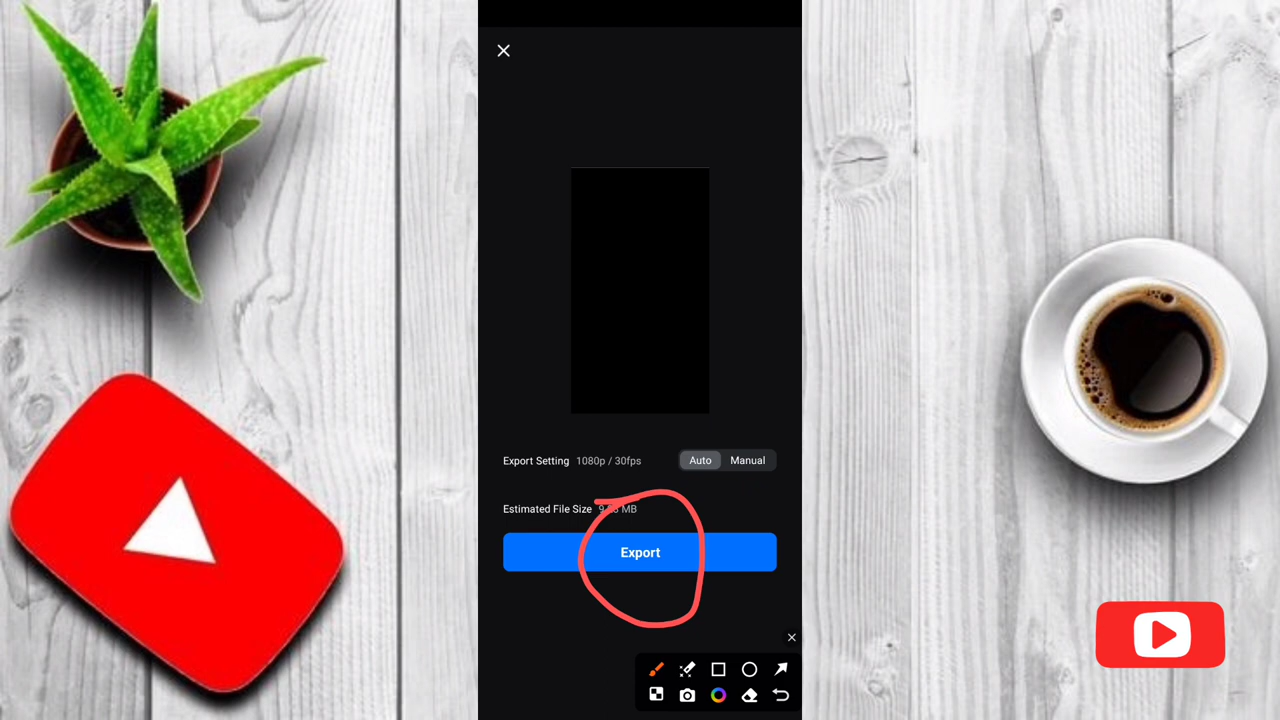 Export Setting 1080p / 30fps Auto Manual
Estimated File Size MB
Export